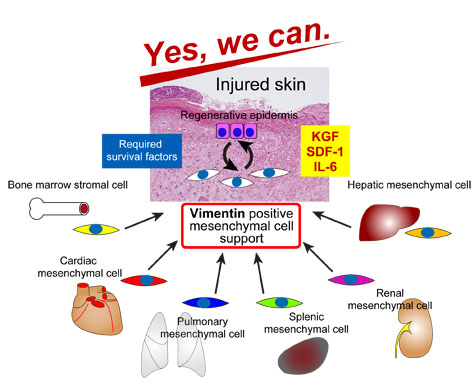 Yes, we can.
Injured skin
Regenerative epidermis
Required
survival factors
KGF
SDF-1
IL-6
Bone marrow stromal cell
Hepatic mesenchymal cell
Vimentin positive
mesenchymal cell
support
Cardiac
mesenchymal cell
Renal
mesenchymal cell
Pulmonary
mesenchymal cell
Splenic
mesenchymal cell